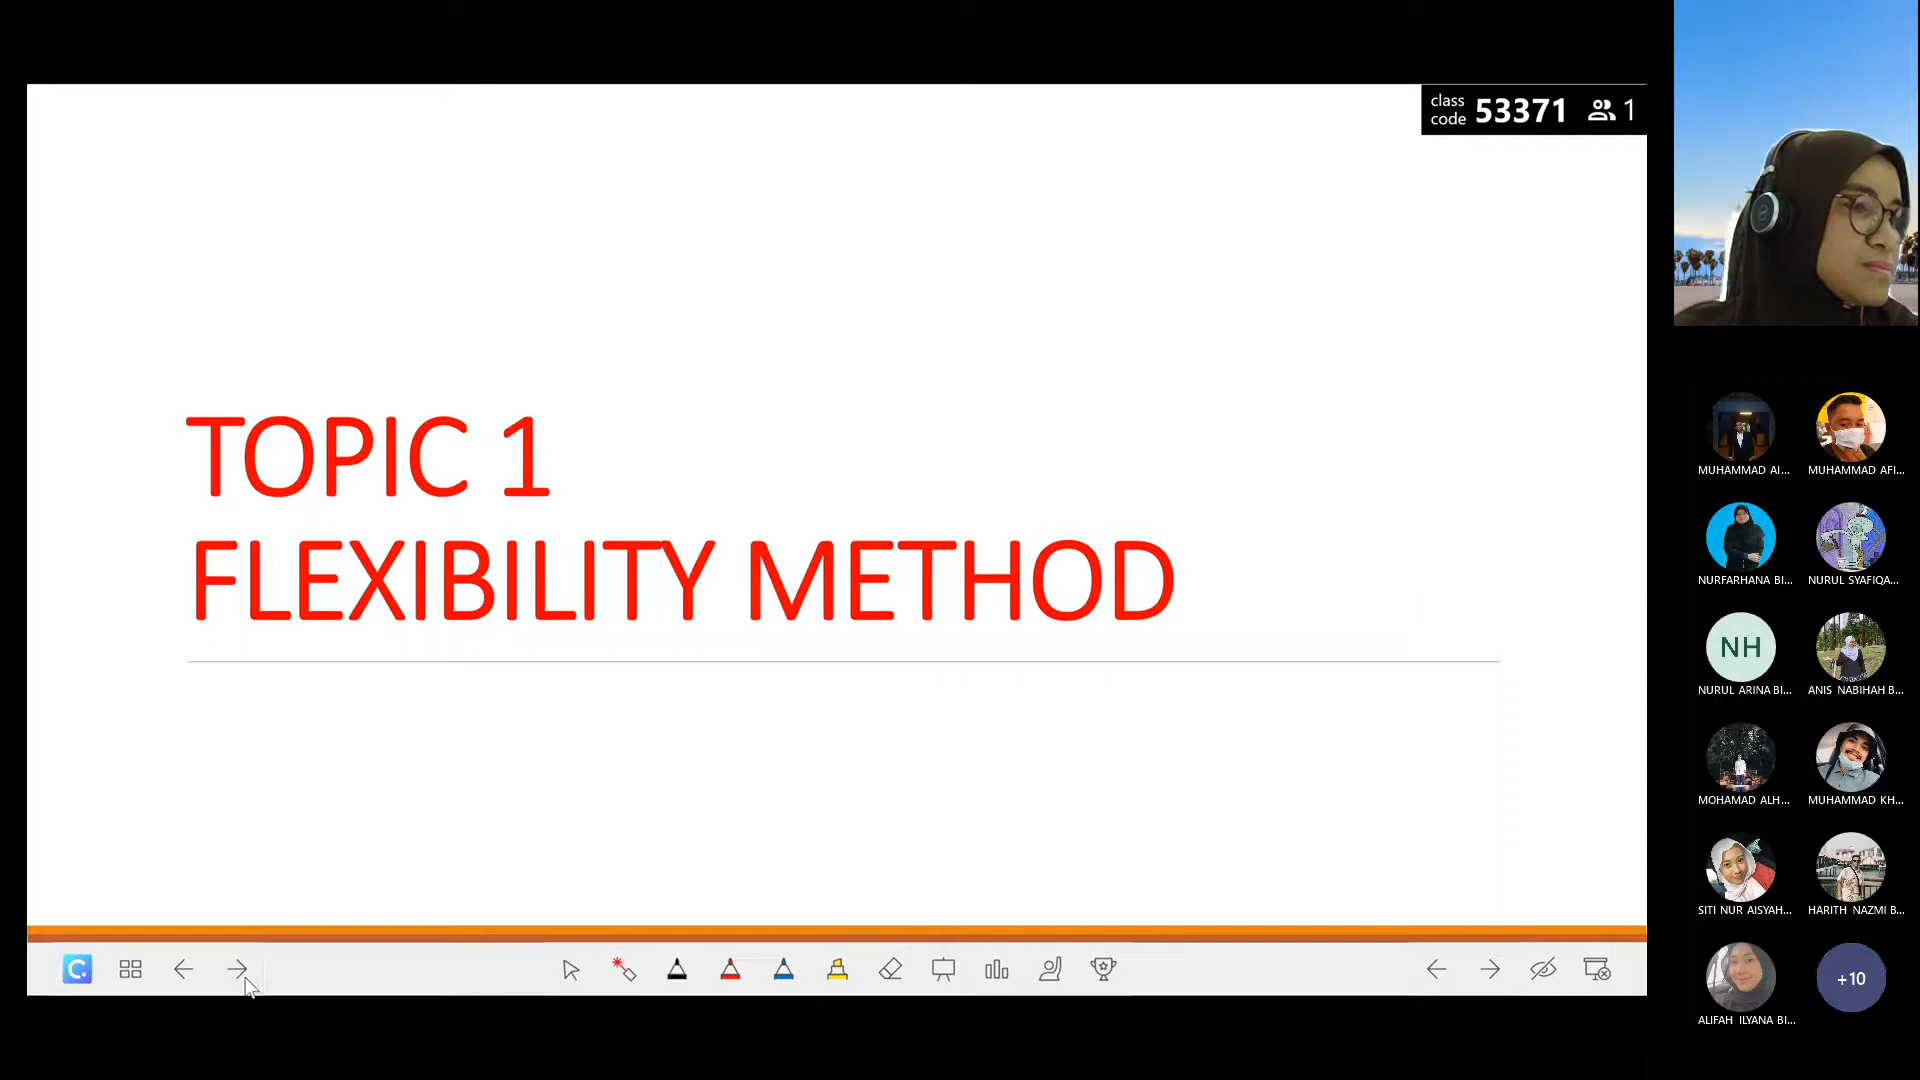 class
code 53371 1
TOPIC 1
FLEXIBILITY METHOD
MUHAMMAD AI...
MUHAMMAD AFI...
NURFARHANA BI...
NURUL SYAFIQA...
NH
NURUL ARINA BI...
ANIS NABIHAH B...
MOHAMAD ALH...
MUHAMMAD KH...
SITI NUR AISYAH...
HARITH NAZMI B...
ALIFAH ILYANA BI...
+10